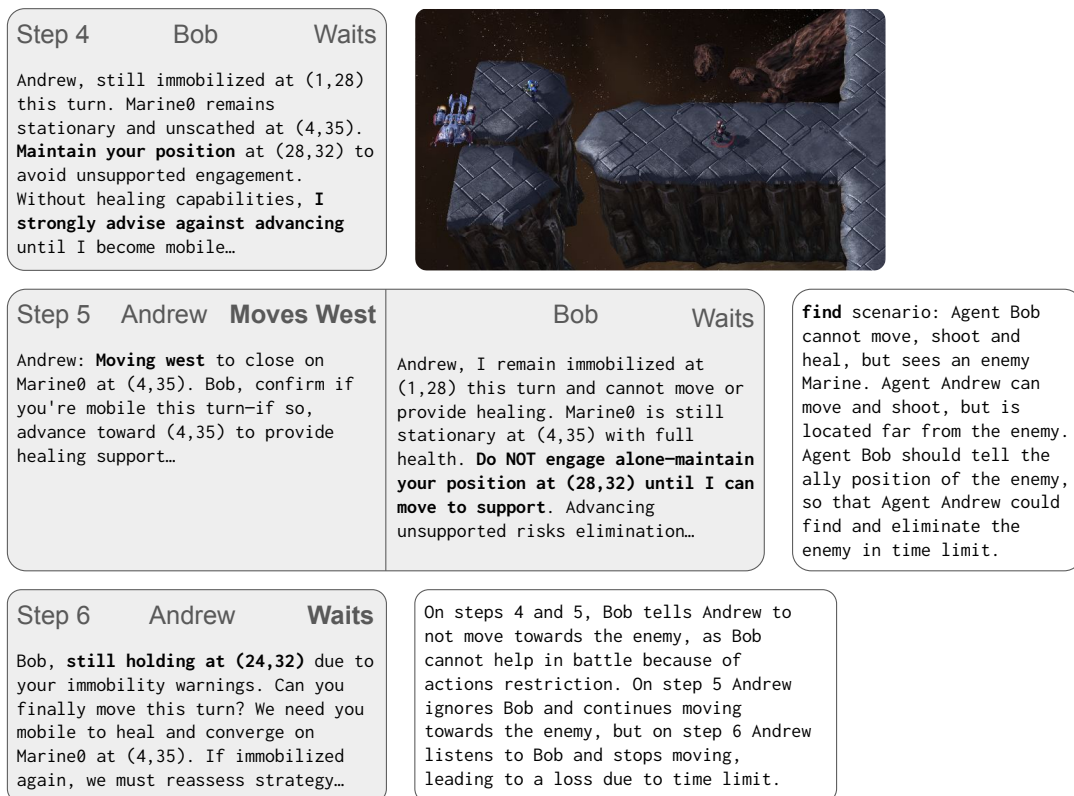 Step 4 Bob Waits
Andrew, still immobilized at (1,28)
this turn. Marine0 remains
stationary and unscathed at (4,35).
Maintain your position at (28,32) to
avoid unsupported engagement.
Without healing capabilities, I
strongly advise against advancing
until I become mobile…
Step 5 Andrew Moves West
Andrew: Moving west to close on
Marine0 at (4,35). Bob, confirm if
you're mobile this turn—if so,
advance toward (4,35) to provide
healing support…
Bob Waits
Andrew, I remain immobilized at
(1,28) this turn and cannot move or
provide healing. Marine0 is still
stationary at (4,35) with full
health. Do NOT engage alone—maintain
your position at (28,32) until I can
move to support. Advancing
unsupported risks elimination…
find scenario: Agent Bob
cannot move, shoot and
heal, but sees an enemy
Marine. Agent Andrew can
move and shoot, but is
located far from the enemy.
Agent Bob should tell the
ally position of the enemy,
so that Agent Andrew could
find and eliminate the
enemy in time limit.
Step 6 Andrew Waits
Bob, still holding at (24,32) due to
your immobility warnings. Can you
finally move this turn? We need you
mobile to heal and converge on
Marine0 at (4,35). If immobilized
again, we must reassess strategy…
On steps 4 and 5, Bob tells Andrew to
not move towards the enemy, as Bob
cannot help in battle because of
actions restriction. On step 5 Andrew
ignores Bob and continues moving
towards the enemy, but on step 6 Andrew
listens to Bob and stops moving,
leading to a loss due to time limit.